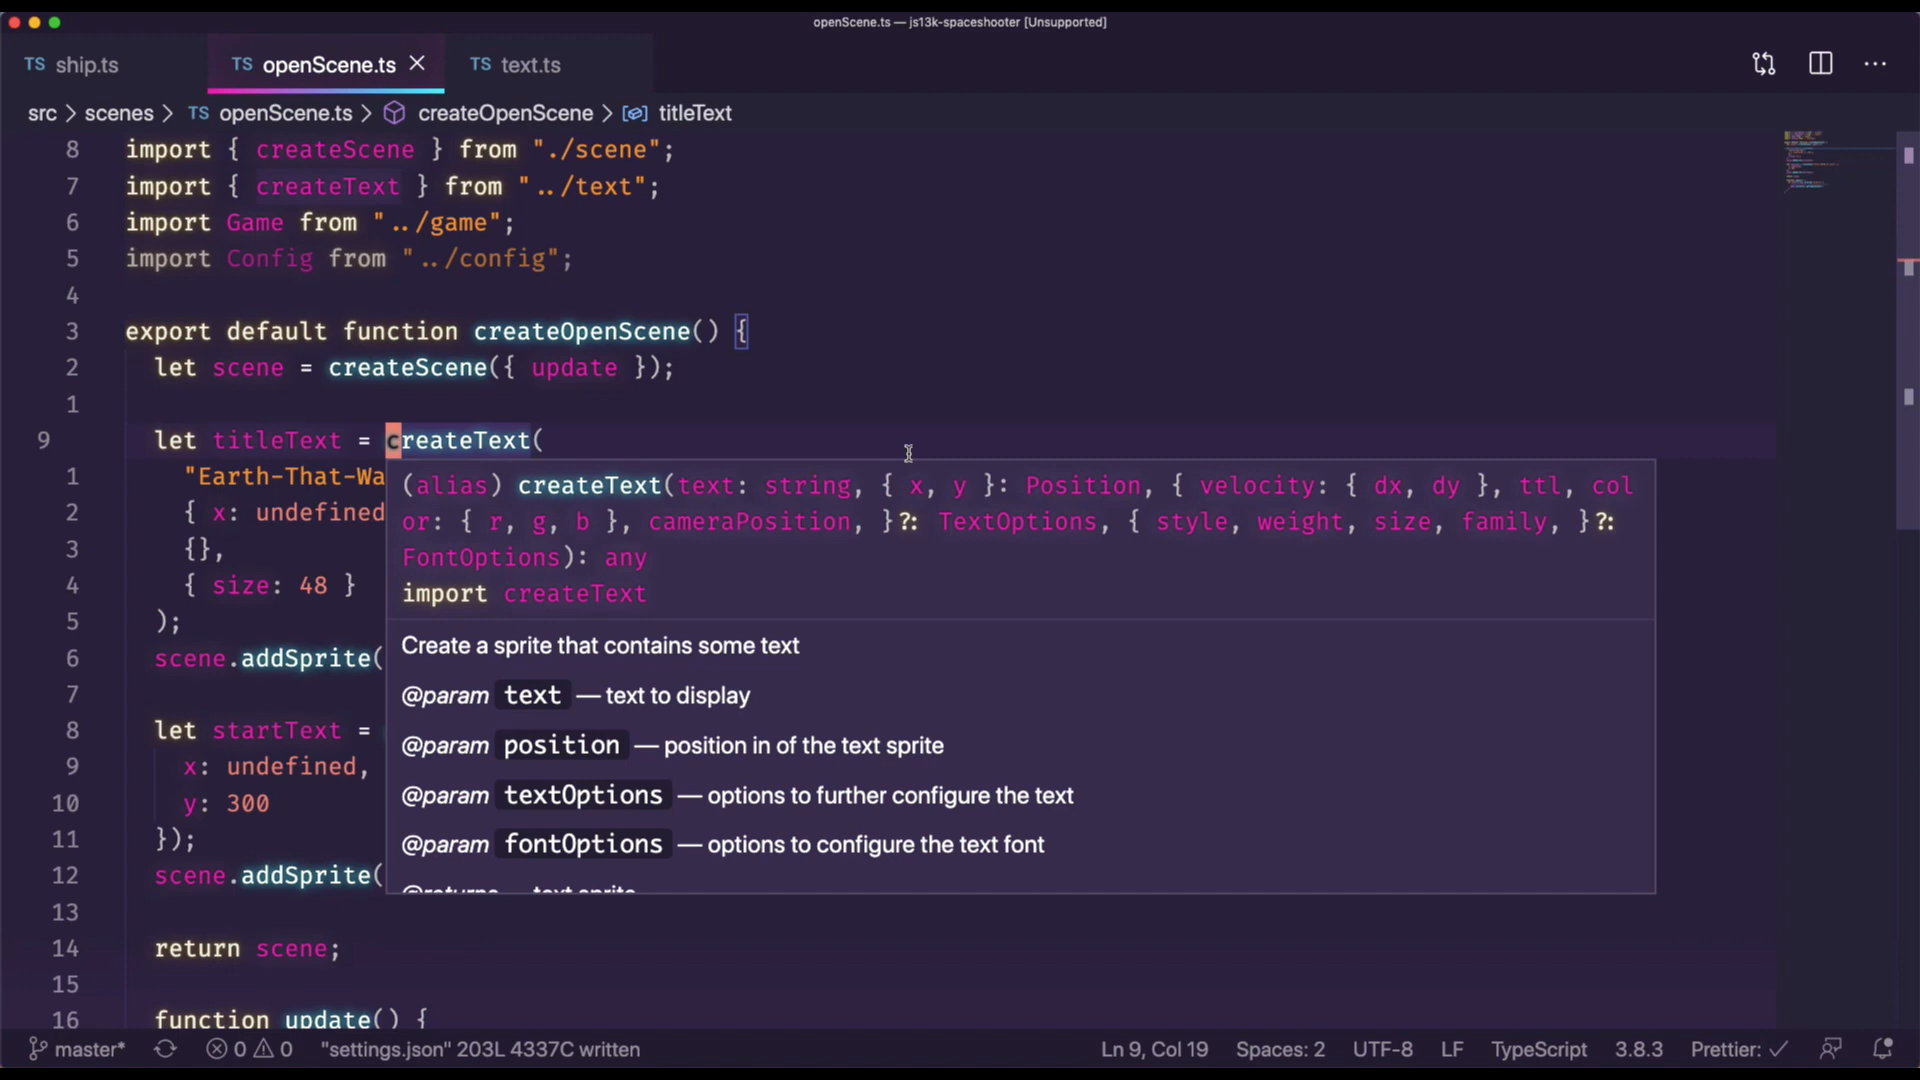 openScene.ts — js13k-spaceshooter [Unsupported]
TS ship.ts TS openScene.ts TS text.ts
src > scenes > TS openScene.ts > createOpenScene > titleText
8 import { createScene } from "./scene";
7 import { createText } from "../text";
6 import Game from "../game";
5 import Config from "../config";
4
3 export default function createOpenScene() {
2 let scene = createScene({ update });
1
9 let titleText = createText(
1 "Earth-That-Wa
2 { x: undefined
3 {},
4 { size: 48 }
5 );
6 scene.addSprite(
7
8 let startText =
9 x: undefined,
10 y: 300
11 });
12 scene.addSprite(
13
14 return scene;
15
16 function update() {
(alias) createText(text: string, { x, y }: Position, { velocity: { dx, dy }, ttl, col
or: { r, g, b }, cameraPosition, }?: TextOptions, { style, weight, size, family, }?:
FontOptions): any
import createText
Create a sprite that contains some text
@param text — text to display
@param position — position in of the text sprite
@param textOptions — options to further configure the text
@param fontOptions — options to configure the text font
@returns — text sprite
master* 0 0 "settings.json" 203L 4337C written Ln 9, Col 19 Spaces: 2 UTF-8 LF TypeScript 3.8.3 Prettier: ✓